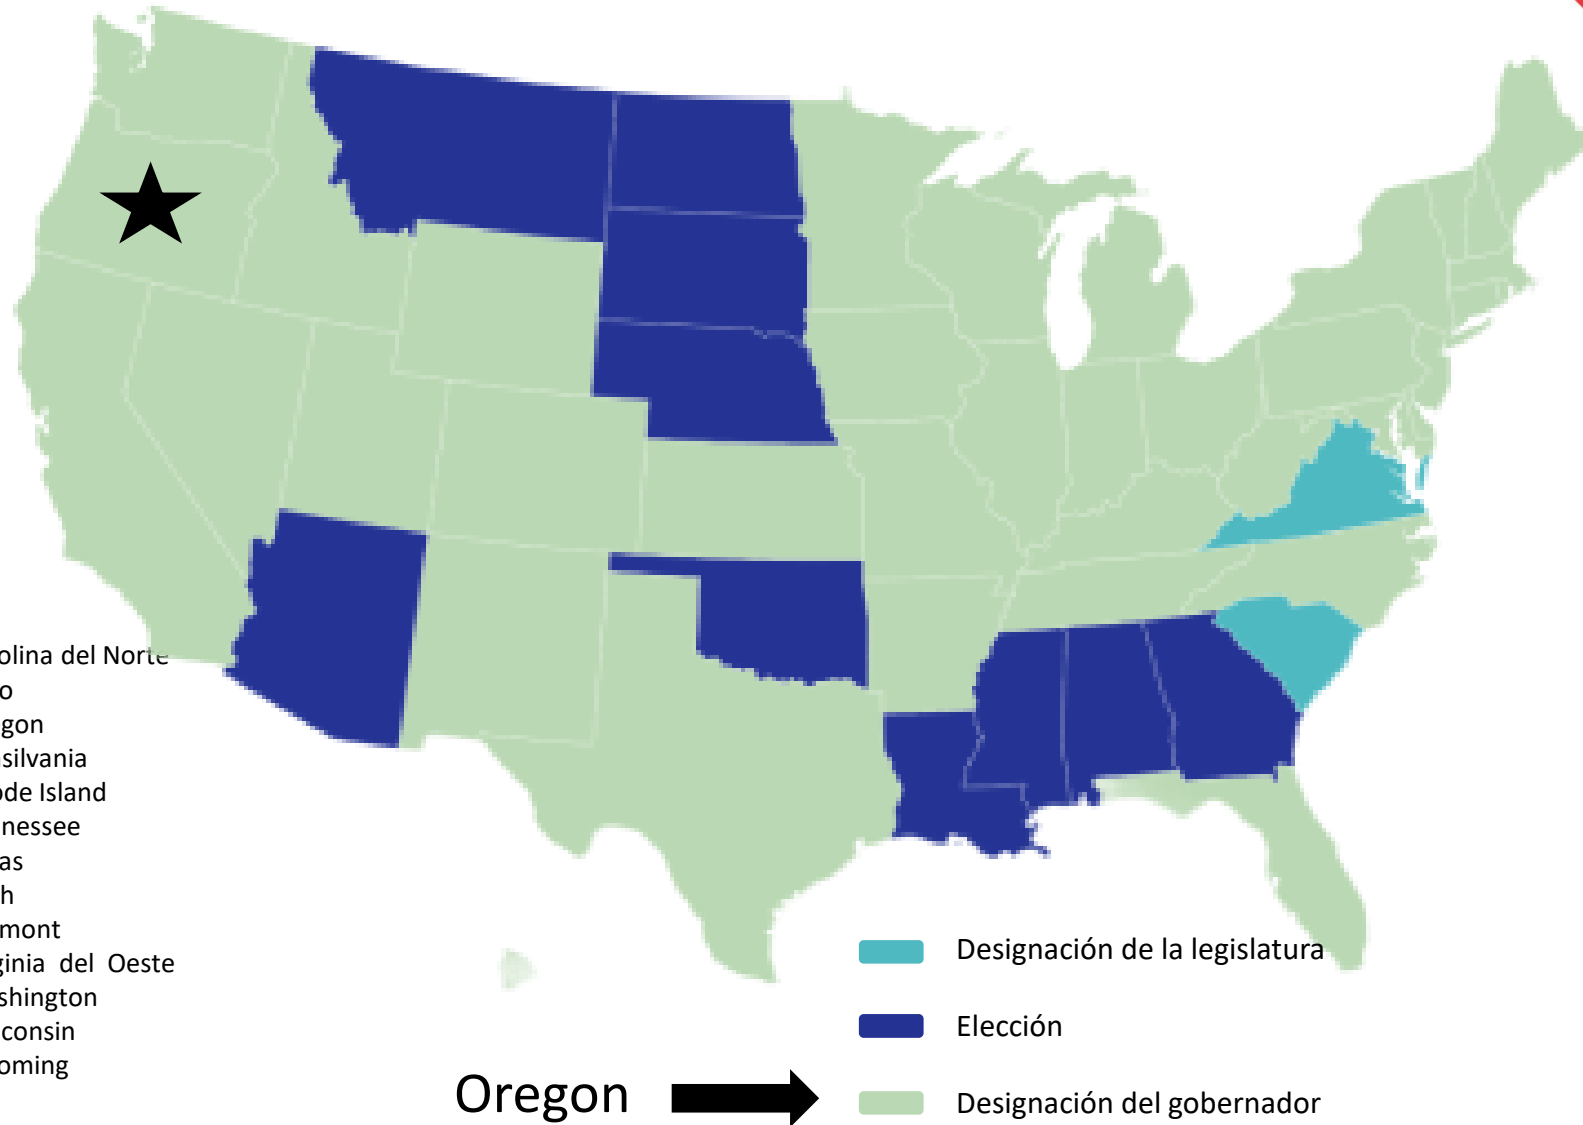 olina del Norte
o
gon
silvania
ode Island
nessee
as
h
mont
ginia del Oeste
shington
consin
oming
Designación de la legislatura
Elección
Oregon
Designación del gobernador